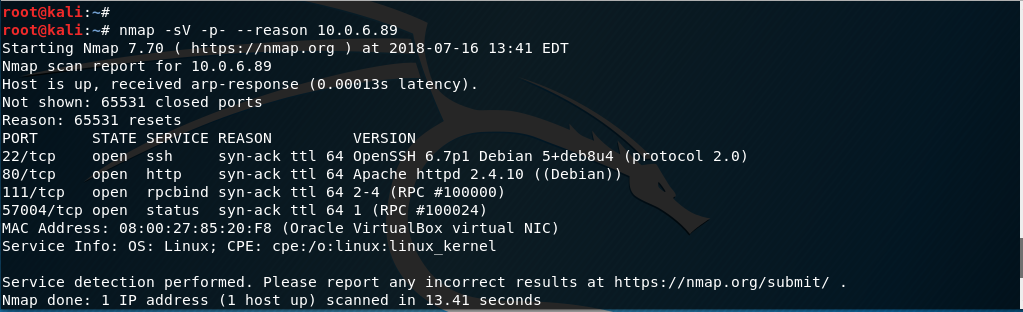 root@kali:~#
root@kali:~# nmap -sV -p- --reason 10.0.6.89
Starting Nmap 7.70 ( https://nmap.org ) at 2018-07-16 13:41 EDT
Nmap scan report for 10.0.6.89
Host is up, received arp-response (0.00013s latency).
Not shown: 65531 closed ports
Reason: 65531 resets
PORT      STATE SERVICE REASON         VERSION
22/tcp    open  ssh     syn-ack ttl 64 OpenSSH 6.7p1 Debian 5+deb8u4 (protocol 2.0)
80/tcp    open  http    syn-ack ttl 64 Apache httpd 2.4.10 ((Debian))
111/tcp   open  rpcbind syn-ack ttl 64 2-4 (RPC #100000)
57004/tcp open  status  syn-ack ttl 64 1 (RPC #100024)
MAC Address: 08:00:27:85:20:F8 (Oracle VirtualBox virtual NIC)
Service Info: OS: Linux; CPE: cpe:/o:linux:linux_kernel
Service detection performed. Please report any incorrect results at https://nmap.org/submit/ .
Nmap done: 1 IP address (1 host up) scanned in 13.41 seconds